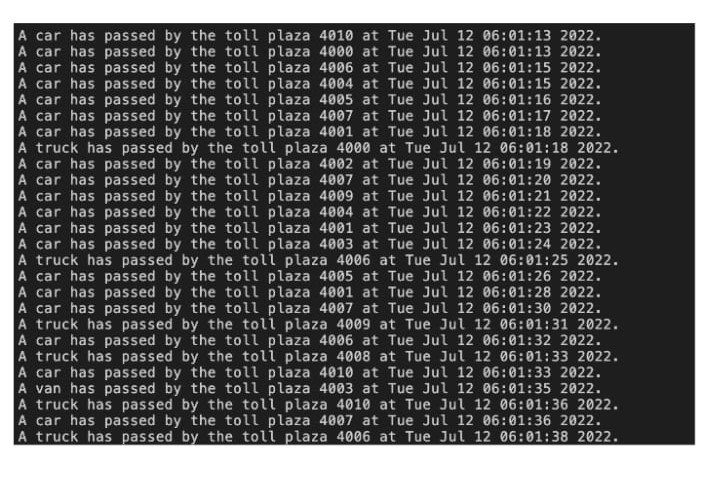 A car has passed by the toll plaza 4010 at Tue Jul 12 06:01:13 2022.
A car has passed by the toll plaza 4000 at Tue Jul 12 06:01:13 2022.
A car has passed by the toll plaza 4006 at Tue Jul 12 06:01:15 2022.
A car has passed by the toll plaza 4004 at Tue Jul 12 06:01:15 2022.
A car has passed by the toll plaza 4005 at Tue Jul 12 06:01:16 2022.
A car has passed by the toll plaza 4007 at Tue Jul 12 06:01:17 2022.
A car has passed by the toll plaza 4001 at Tue Jul 12 06:01:18 2022.
A truck has passed by the toll plaza 4000 at Tue Jul 12 06:01:18 2022.
A car has passed by the toll plaza 4002 at Tue Jul 12 06:01:19 2022.
A car has passed by the toll plaza 4007 at Tue Jul 12 06:01:20 2022.
A car has passed by the toll plaza 4009 at Tue Jul 12 06:01:21 2022.
A car has passed by the toll plaza 4004 at Tue Jul 12 06:01:22 2022.
A car has passed by the toll plaza 4001 at Tue Jul 12 06:01:23 2022.
A car has passed by the toll plaza 4003 at Tue Jul 12 06:01:24 2022.
A truck has passed by the toll plaza 4006 at Tue Jul 12 06:01:25 2022.
A car has passed by the toll plaza 4005 at Tue Jul 12 06:01:26 2022.
A car has passed by the toll plaza 4001 at Tue Jul 12 06:01:28 2022.
A car has passed by the toll plaza 4007 at Tue Jul 12 06:01:30 2022.
A truck has passed by the toll plaza 4009 at Tue Jul 12 06:01:31 2022.
A car has passed by the toll plaza 4006 at Tue Jul 12 06:01:32 2022.
A truck has passed by the toll plaza 4008 at Tue Jul 12 06:01:33 2022.
A car has passed by the toll plaza 4010 at Tue Jul 12 06:01:33 2022.
A van has passed by the toll plaza 4003 at Tue Jul 12 06:01:35 2022.
A truck has passed by the toll plaza 4010 at Tue Jul 12 06:01:36 2022.
A car has passed by the toll plaza 4007 at Tue Jul 12 06:01:36 2022.
A truck has passed by the toll plaza 4006 at Tue Jul 12 06:01:38 2022.